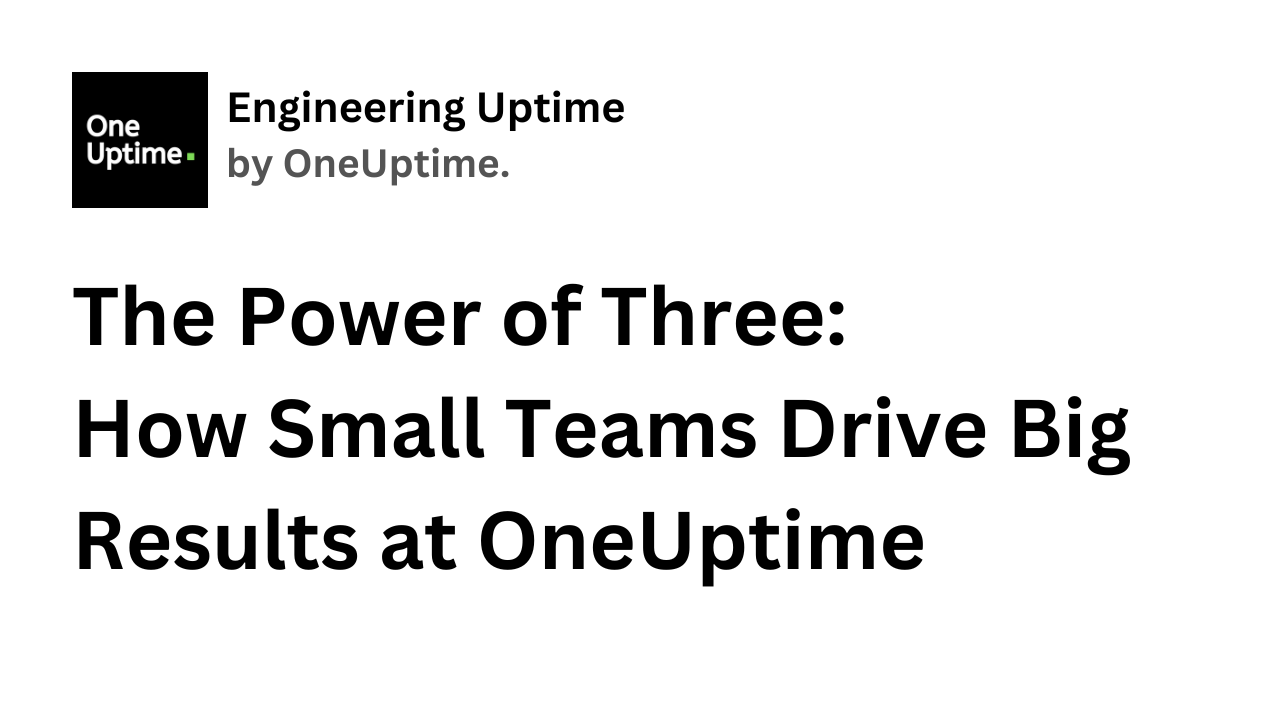 One
Uptime.
Engineering Uptime
by OneUptime.
The Power of Three:
How Small Teams Drive Big
Results at OneUptime